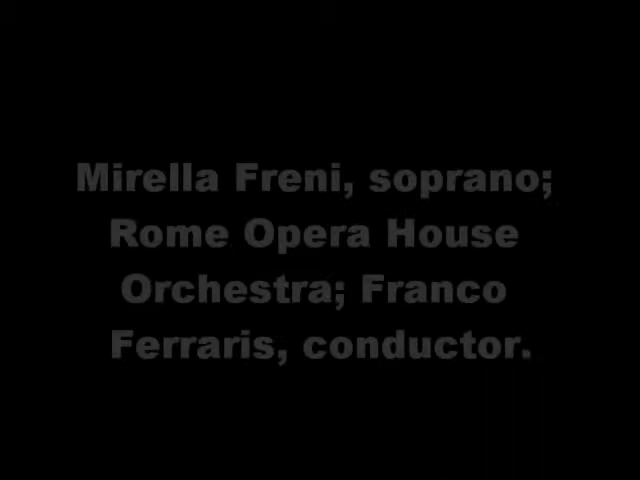 Mirella Freni, soprano;
Rome Opera House
Orchestra; Franco
Ferraris, conductor.